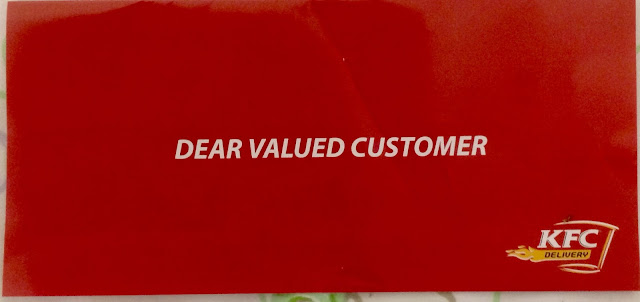 DEAR VALUED CUSTOMER
KFC
DELIVERY